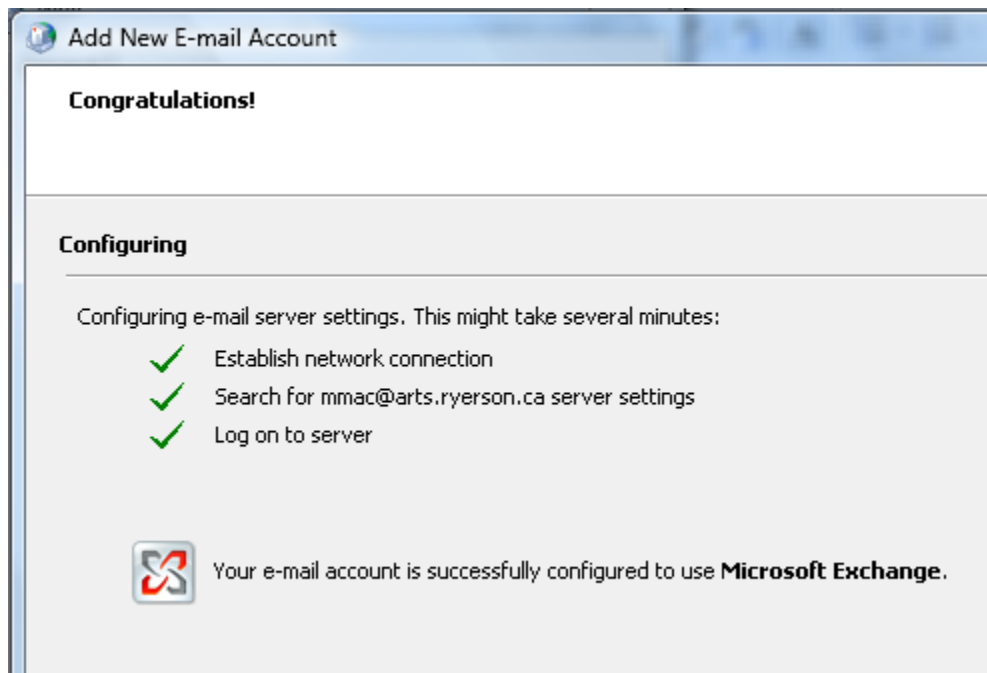 Add New E-mail Account
Congratulations!
Configuring
Configuring e-mail server settings. This might take several minutes:
Establish network connection
Search for mmac@arts.ryerson.ca server settings
Log on to server
Your e-mail account is successfully configured to use Microsoft Exchange.